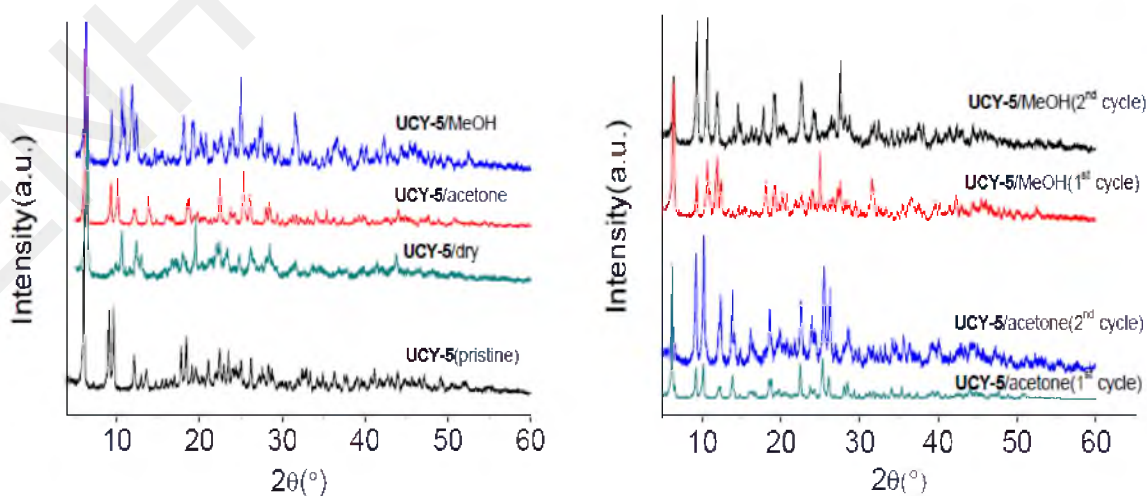 ENH
UCY-5/MeOH
UCY-5/acetone
UCY-5/dry
UCY-5(pristine)
Intensity(a.u.)
10 20 30 40 50 60
2θ(°)
UCY-5/MeOH(2nd cycle)
UCY-5/MeOH(1st cycle)
UCY-5/acetone(2nd cycle)
UCY-5/acetone(1st cycle)
Intensity(a.u.)
10 20 30 40 50 60
2θ(°)